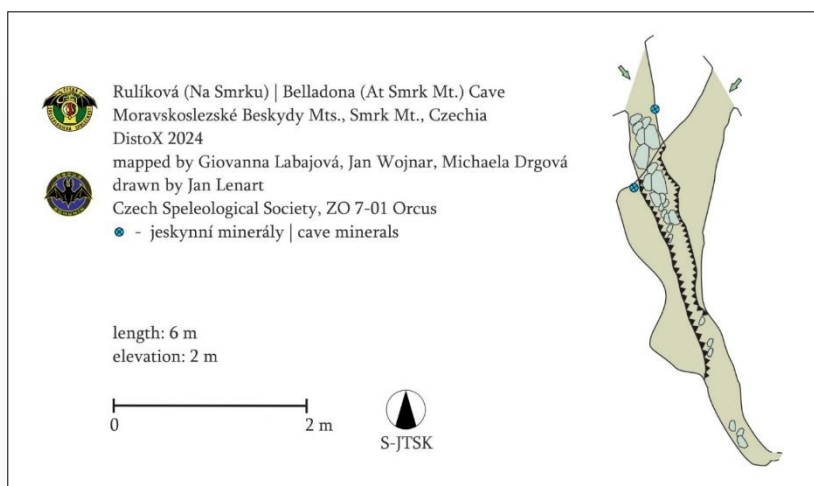 Rulíková (Na Smrku) | Belladona (At Smrk Mt.) Cave
Moravskoslezské Beskydy Mts., Smrk Mt., Czechia
DistoX 2024
mapped by Giovanna Labajová, Jan Wojnar, Michaela Drgová
drawn by Jan Lenart
Czech Speleological Society, ZO 7-01 Orcus
- jeskynní minerály | cave minerals
length: 6 m
elevation: 2 m
0 2 m
S-JTSK